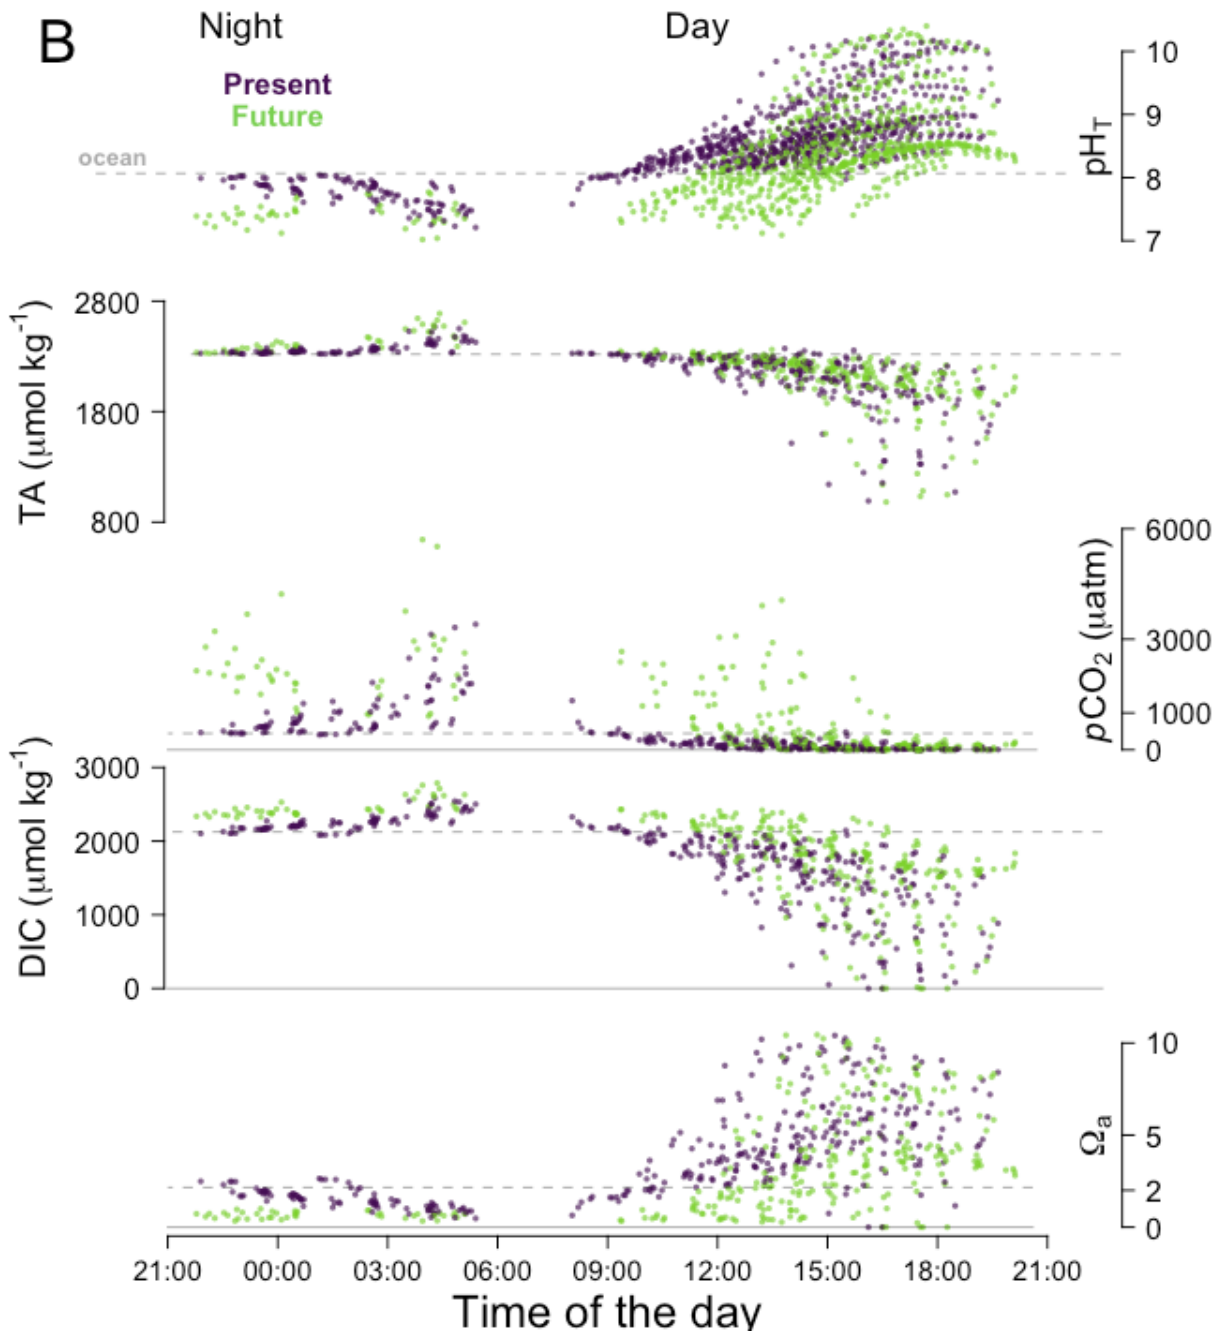 B
Night
Day
Present
Future
ocean
10
9
8
7
pHT
2800
1800
800
TA (μmol kg-1)
6000
3000
1000
0
pCO2 (μatm)
3000
2000
1000
0
DIC (μmol kg-1)
10
5
2
0
Ωa
21:00 00:00 03:00 06:00 09:00 12:00 15:00 18:00 21:00
Time of the day